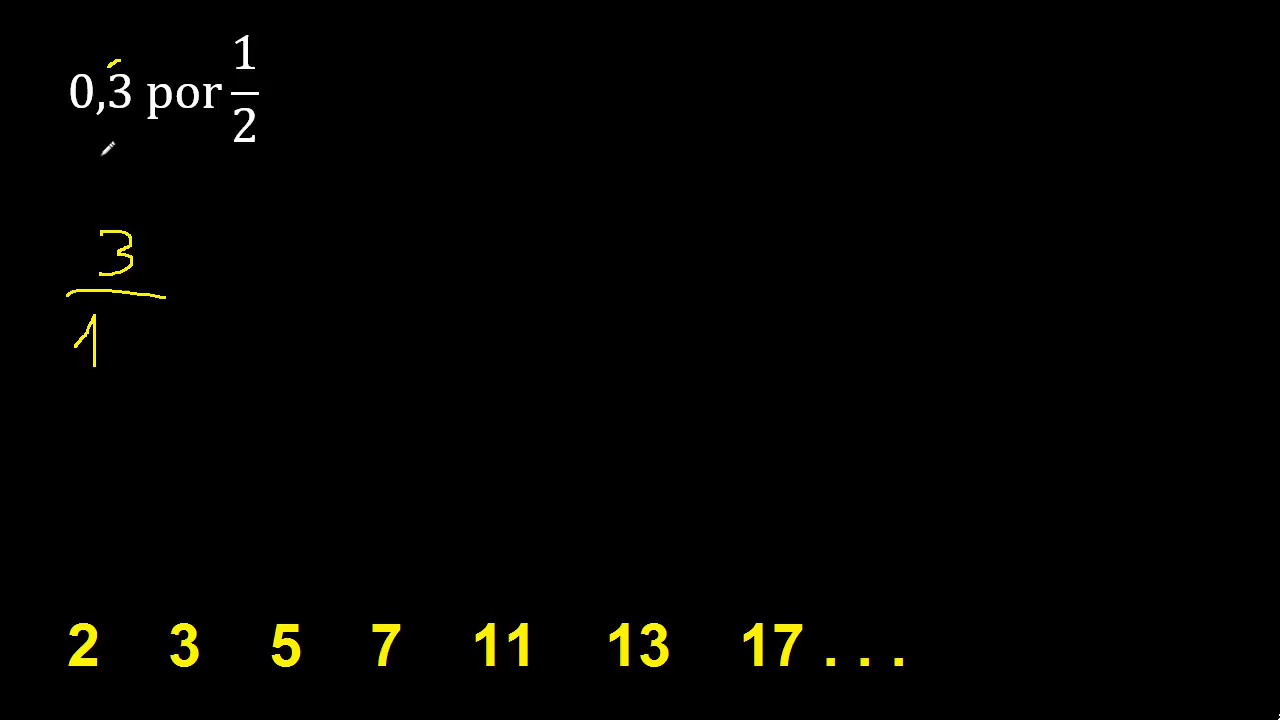 0,3 por 1/2
3
1
2 3 5 7 11 13 17 . . .